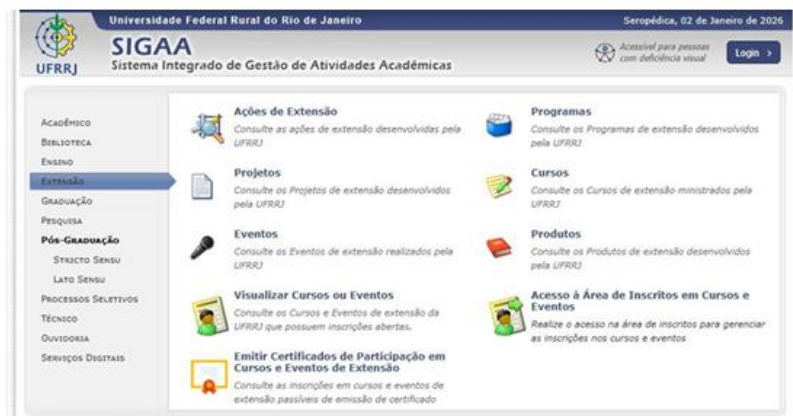 Universidade Federal Rural do Rio de Janeiro
Seropédica, 02 de Janeiro de 2026
UFRRJ
SIGAA
Sistema Integrado de Gestão de Atividades Acadêmicas
Acessível para pessoas
com deficiência visual
Login >
Acadêmico
Biblioteca
Ensino
Extensão
Graduação
Pesquisa
Pós-Graduação
Stricto Sensu
Lato Sensu
Processos Seletivos
Técnico
Ouvidoria
Serviços Digitais
Ações de Extensão
Consulte as ações de extensão desenvolvidas pela
UFRRJ
Programas
Consulte os Programas de extensão desenvolvidos
pela UFRRJ
Projetos
Consulte os Projetos de extensão desenvolvidos
pela UFRRJ
Cursos
Consulte os Cursos de extensão ministrados pela
UFRRJ
Eventos
Consulte os Eventos de extensão realizados pela
UFRRJ
Produtos
Consulte os Produtos de extensão desenvolvidos
pela UFRRJ
Visualizar Cursos ou Eventos
Consulte os Cursos e Eventos de extensão da
UFRRJ que possuem inscrições abertas.
Acesso à Área de Inscritos em Cursos e
Eventos
Realize o acesso na área de inscritos para gerenciar
as inscrições nos cursos e eventos
Emitir Certificados de Participação em
Cursos e Eventos de Extensão
Consulte as inscrições em cursos e eventos de
extensão passíveis de emissão de certificado